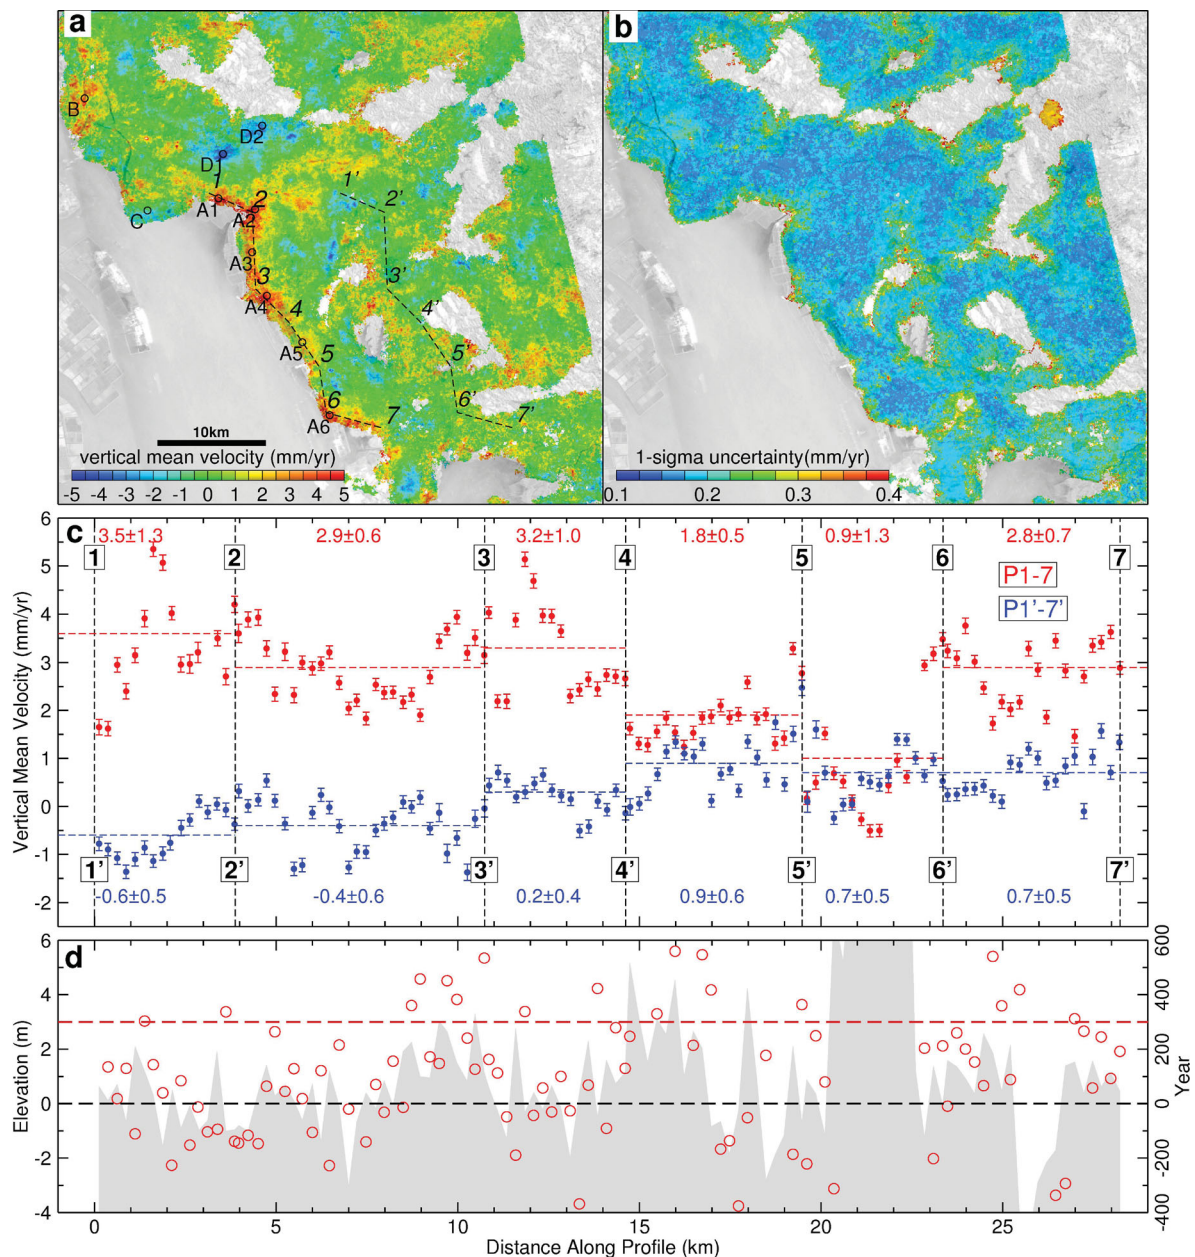 a
b
B
D2
D1
C
A1
A2
A3
A4
A5
A6
1
2
3
4
5
6
7
1'
2'
3'
4'
5'
6'
7'
10km
vertical mean velocity (mm/yr)
-5 -4 -3 -2 -1 0 1 2 3 4 5
1-sigma uncertainty(mm/yr)
0.1 0.2 0.3 0.4
c
3.5±1.3 2.9±0.6 3.2±1.0 1.8±0.5 0.9±1.3 2.8±0.7
1 2 3 4 5 6 7
P1-7
P1'-7'
Vertical Mean Velocity (mm/yr)
6
5
4
3
2
1
0
-1
-2
1' 2' 3' 4' 5' 6' 7'
-0.6±0.5 -0.4±0.6 0.2±0.4 0.9±0.6 0.7±0.5 0.7±0.5
d
Elevation (m)
6
4
2
0
-2
-4
600
400
200
0
-200
-400
Year
0 5 10 15 20 25
Distance Along Profile (km)